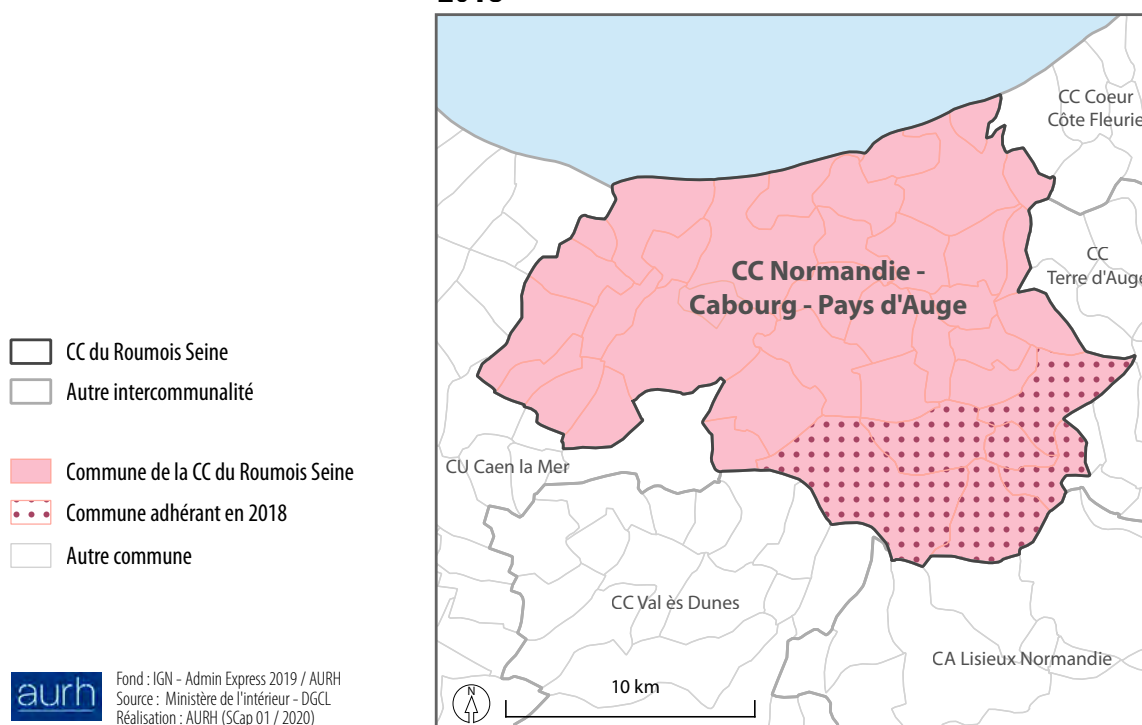 CC du Roumois Seine
Autre intercommunalité
Commune de la CC du Roumois Seine
Commune adhérant en 2018
Autre commune
aurh
Fond : IGN - Admin Express 2019 / AURH
Source : Ministère de l'intérieur - DGCL
Réalisation : AURH (SCap 01 / 2020)
CC Coeur
Côte Fleurie
CC
Terre d'Auge
CC Normandie -
Cabourg - Pays d'Auge
CU Caen la Mer
CC Val ès Dunes
CA Lisieux Normandie
N
10 km